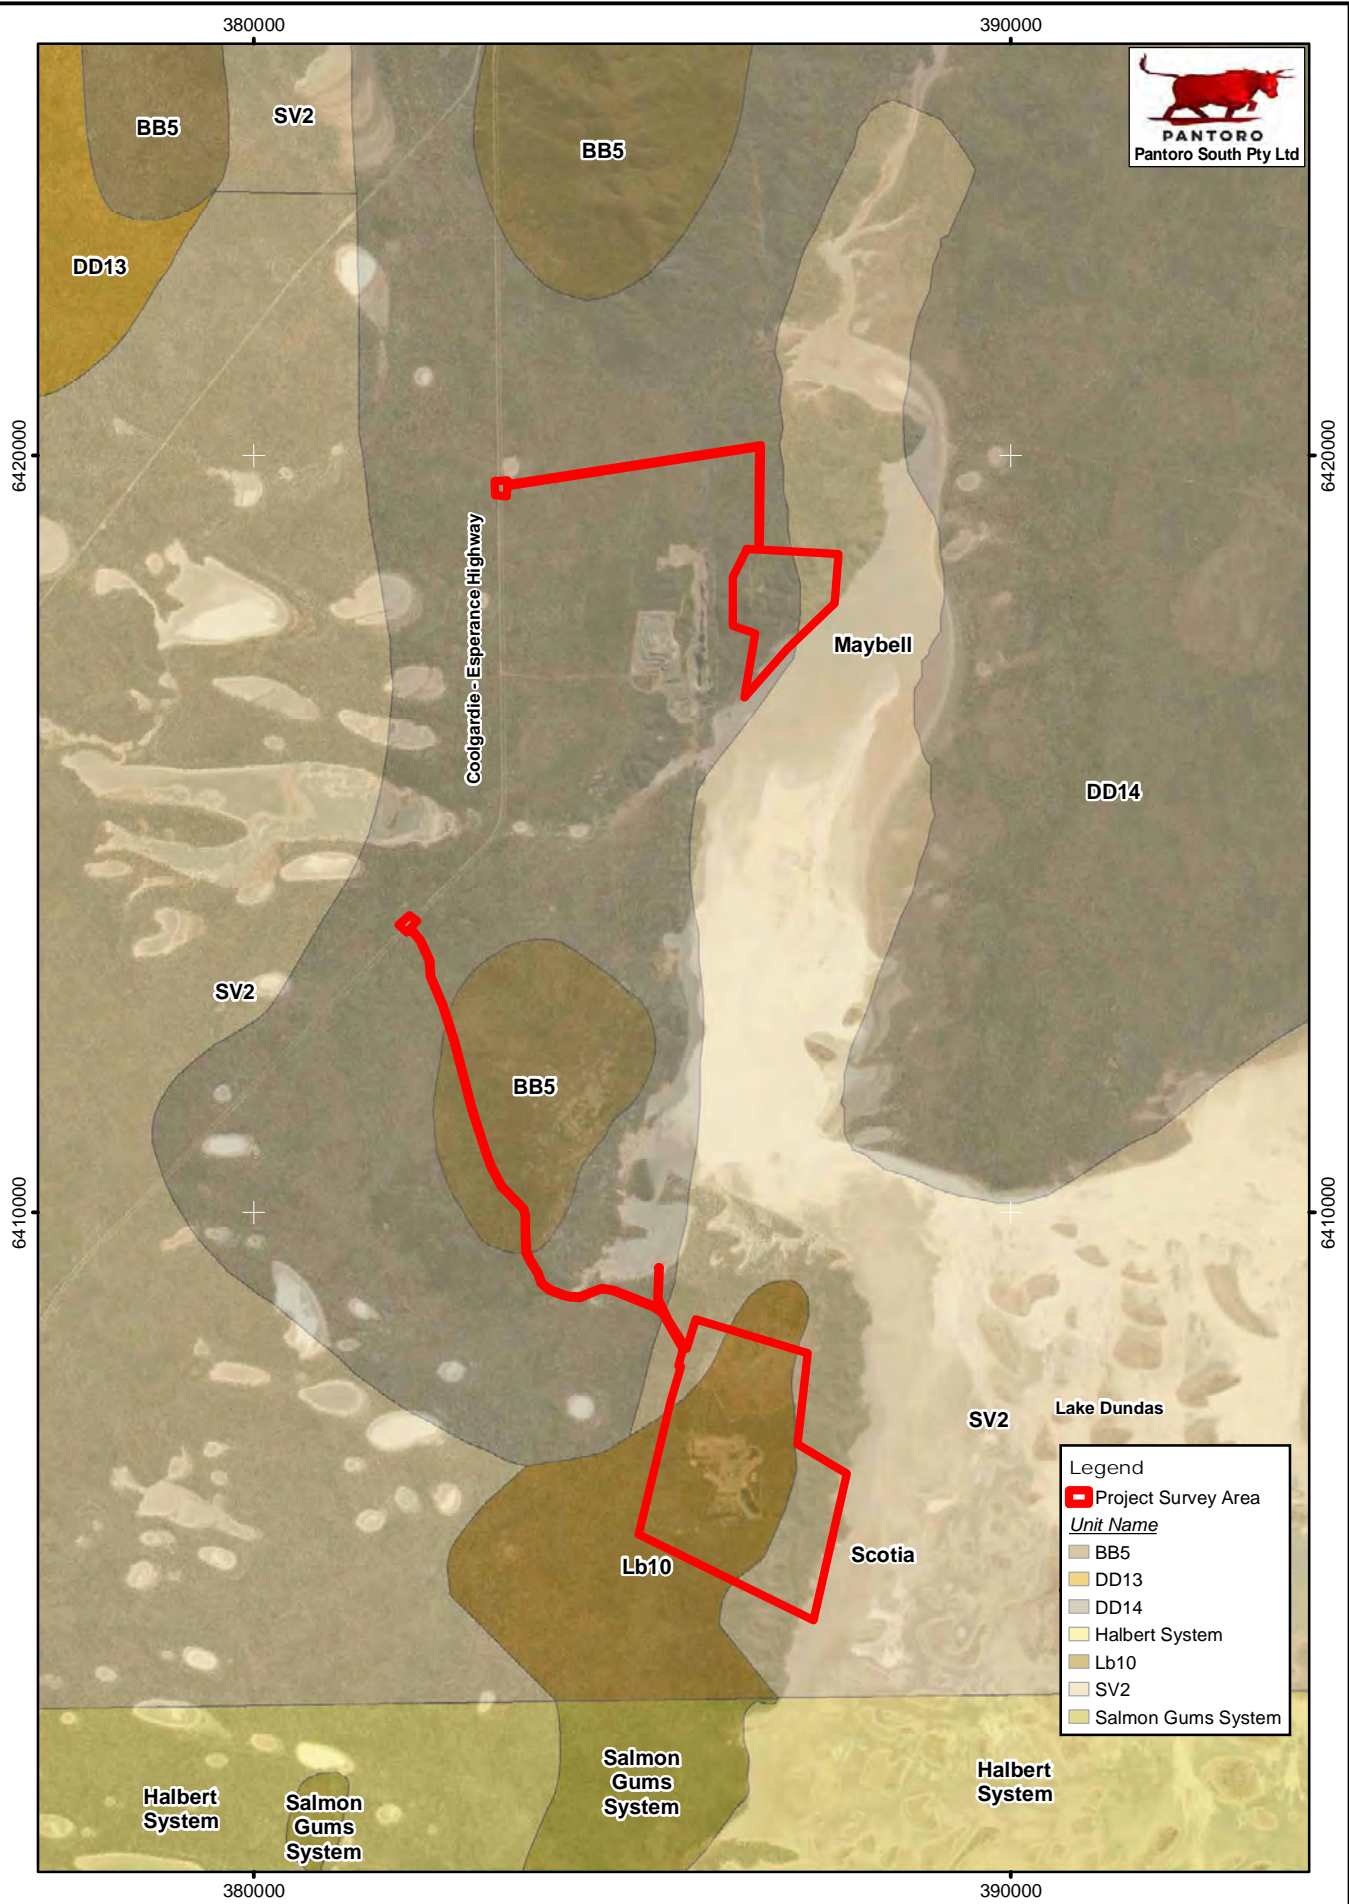 380000
390000
PANTORO
Pantoro South Pty Ltd
BB5
SV2
BB5
DD13
6420000
6420000
Coolgardie - Esperance Highway
Maybell
DD14
SV2
BB5
6410000
6410000
SV2
Lake Dundas
Lb10
Scotia
Legend
Project Survey Area
Unit Name
BB5
DD13
DD14
Halbert System
Lb10
SV2
Salmon Gums System
Halbert
System
Salmon
Gums
System
Salmon
Gums
System
Halbert
System
380000
390000